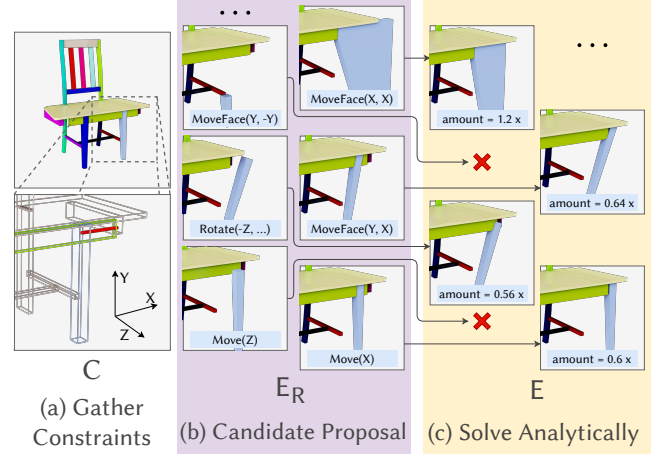 ...
...
MoveFace(Y, -Y)
MoveFace(X, X)
amount = 1.2 x
Rotate(-Z, ...)
MoveFace(Y, X)
amount = 0.64 x
Move(Z)
Move(X)
amount = 0.56 x
amount = 0.6 x
Y
X
Z
C
E_R
E
(a) Gather
Constraints
(b) Candidate Proposal
(c) Solve Analytically